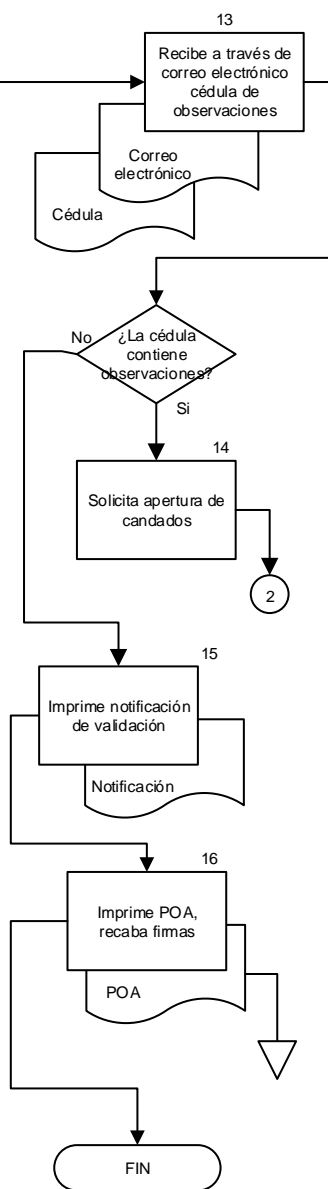 13
Recibe a través de
correo electrónico
cédula de
observaciones
Correo
electrónico
Cédula
¿La cédula
contiene
observaciones?
No
Si
14
Solicita apertura de
candados
2
15
Imprime notificación
de validación
Notificación
16
Imprime POA,
recaba firmas
POA
FIN